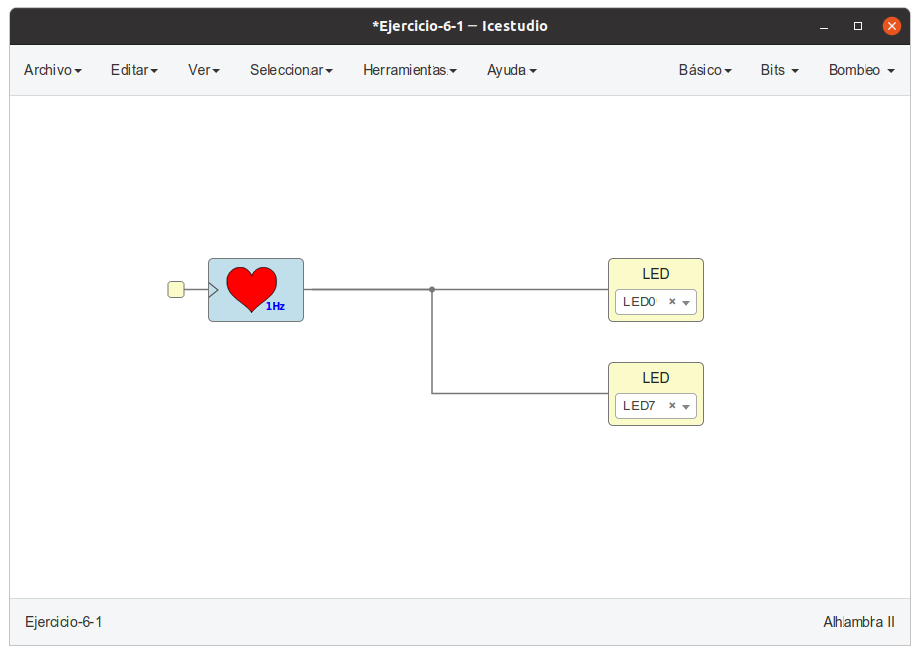 *Ejercicio-6-1 — Icestudio
Archivo Editar Ver Seleccionar Herramientas Ayuda Básico Bits Bombeo
LED
LED0
1Hz
LED
LED7
Ejercicio-6-1 Alhambra II